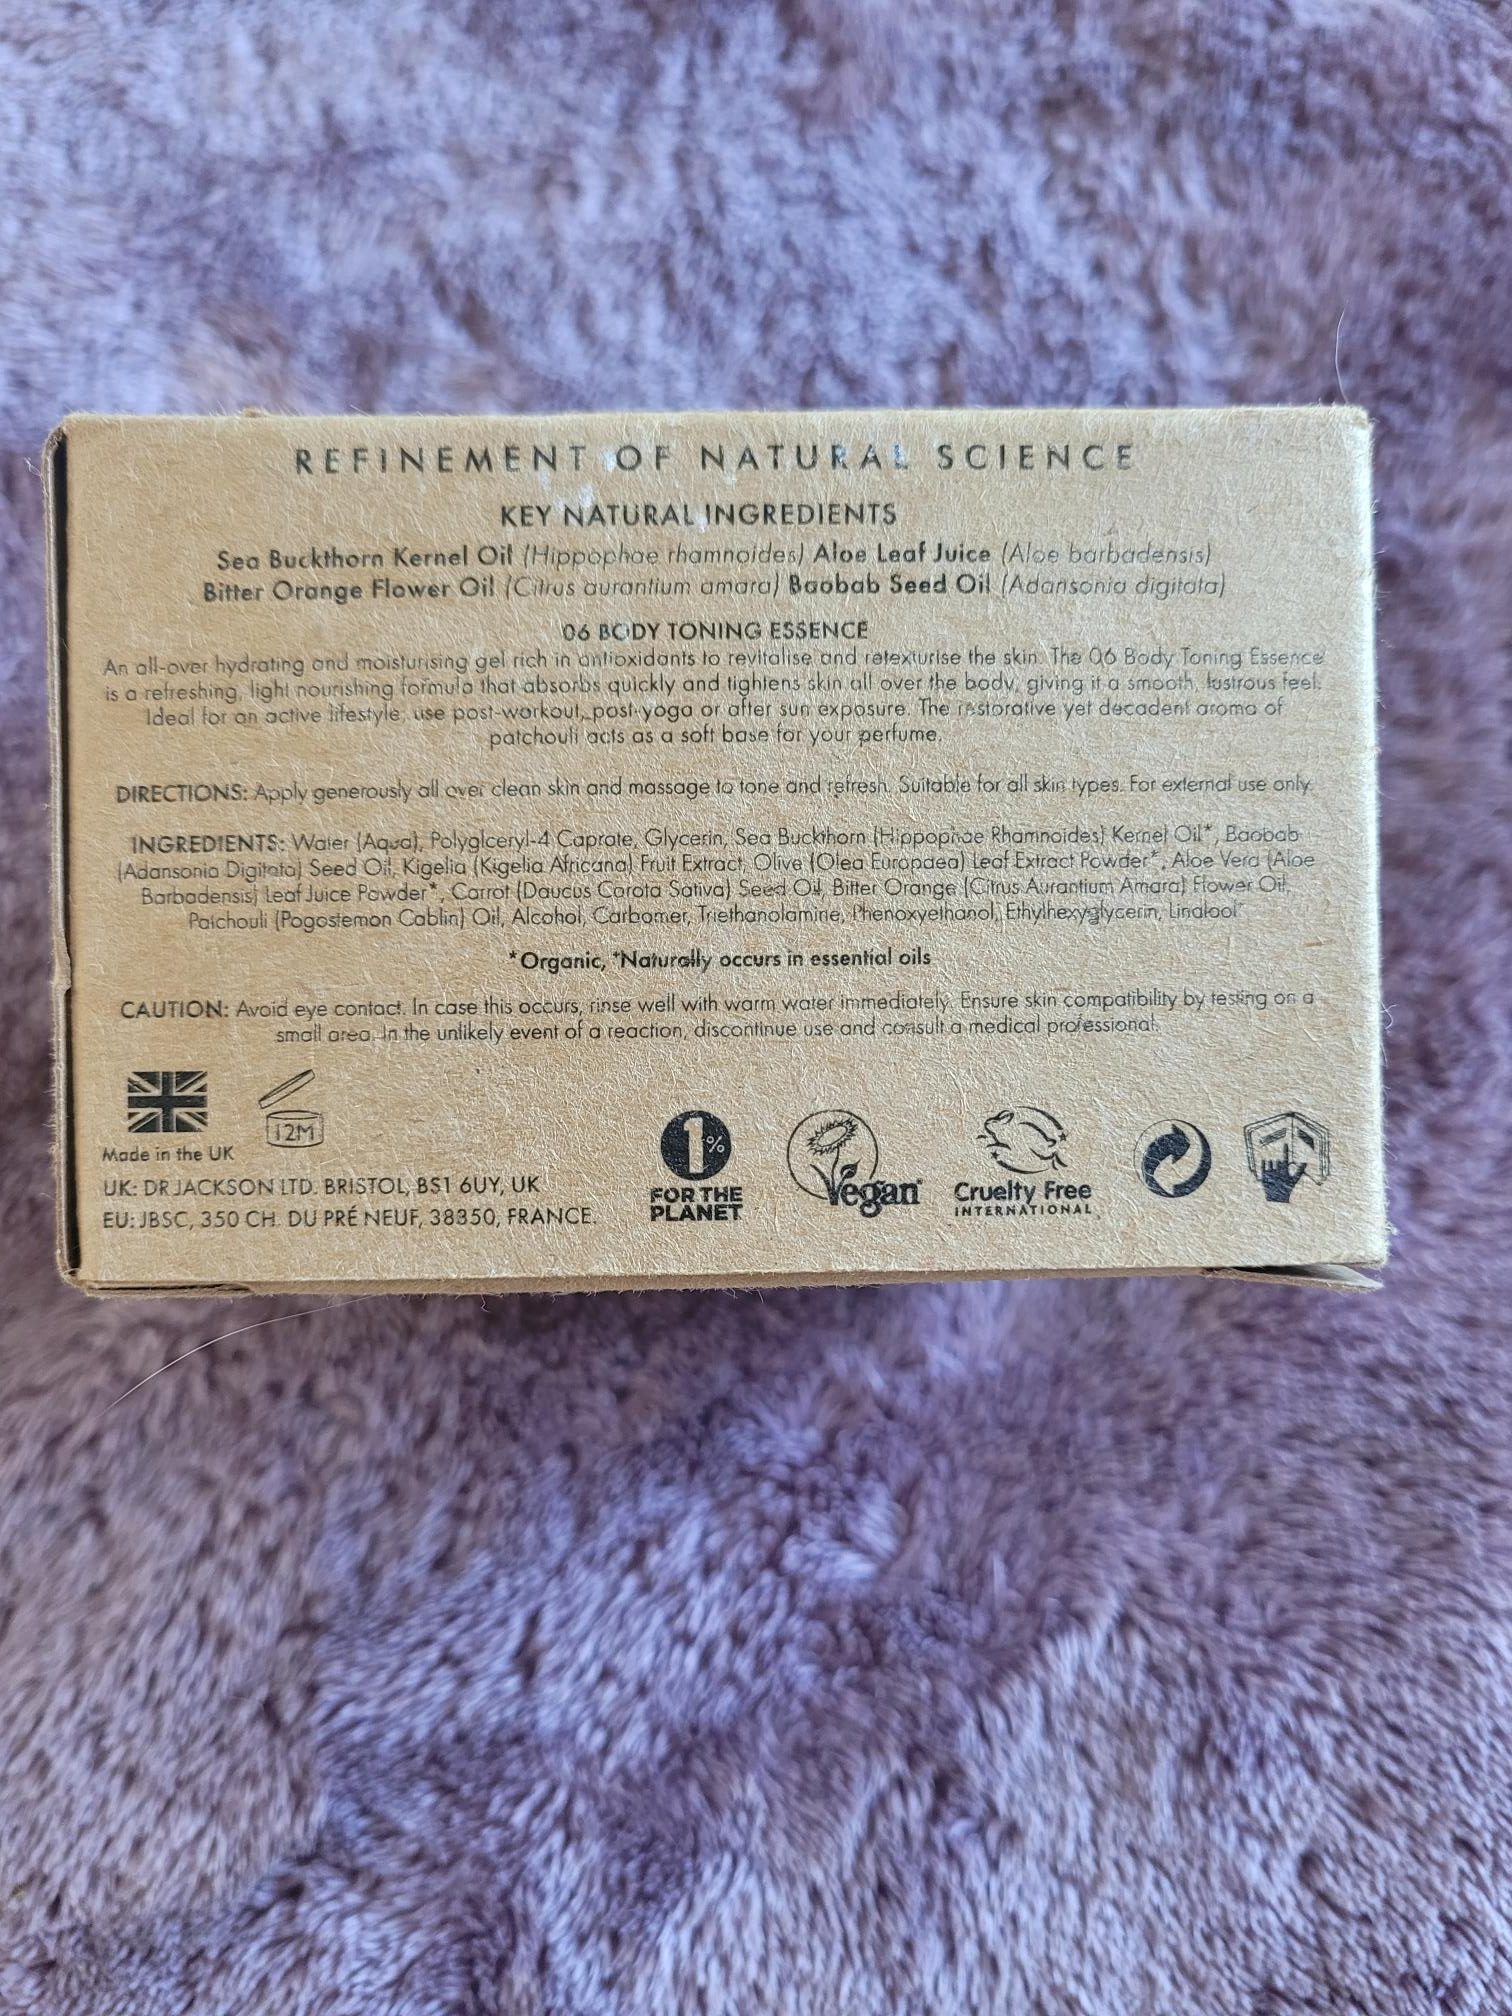 REFINEMENT OF NATURAL SCIENCE
KEY NATURAL INGREDIENTS
Sea Buckthorn Kernel Oil (Hippophae rhamnoides) Aloe Leaf Juice (Aloe barbadensis)
Bitter Orange Flower Oil (Citrus aurantium amara) Baobab Seed Oil (Adansonia digitata)
06 BODY TONING ESSENCE
An all-over hydrating and moisturising gel rich in antioxidants to revitalise and retexturise the skin. The 06 Body Toning Essence
is a refreshing, light nourishing formula that absorbs quickly and tightens skin all over the body, giving it a smooth, lustrous feel.
Ideal for an active lifestyle; use post-workout, post-yoga or after sun exposure. The restorative yet decadent aroma of
patchouli acts as a soft base for your perfume.
DIRECTIONS: Apply generously all over clean skin and massage to tone and refresh. Suitable for all skin types. For external use only.
INGREDIENTS: Water (Aqua), Polyglceryl-4 Caprate, Glycerin, Sea Buckthorn (Hippophae Rhamnoides) Kernel Oil*, Baobab
(Adansonia Digitata) Seed Oil, Kigelia (Kigelia Africana) Fruit Extract, Olive (Olea Europaea) Leaf Extract Powder*, Aloe Vera (Aloe
Barbadensis) Leaf Juice Powder*, Carrot (Daucus Carota Sativa) Seed Oil, Bitter Orange (Citrus Aurantium Amara) Flower Oil,
Patchouli (Pogostemon Cablin) Oil, Alcohol, Carbomer, Triethanolamine, Phenoxyethanol, Ethylhexyglycerin, Linalool⁺
*Organic, ⁺Naturally occurs in essential oils
CAUTION: Avoid eye contact. In case this occurs, rinse well with warm water immediately. Ensure skin compatibility by testing on a
small area. In the unlikely event of a reaction, discontinue use and consult a medical professional.
12M
Made in the UK
UK: DR JACKSON LTD. BRISTOL, BS1 6UY, UK
EU: JBSC, 350 CH. DU PRÉ NEUF, 38350, FRANCE.
1%
FOR THE
PLANET
Vegan
Cruelty Free
INTERNATIONAL